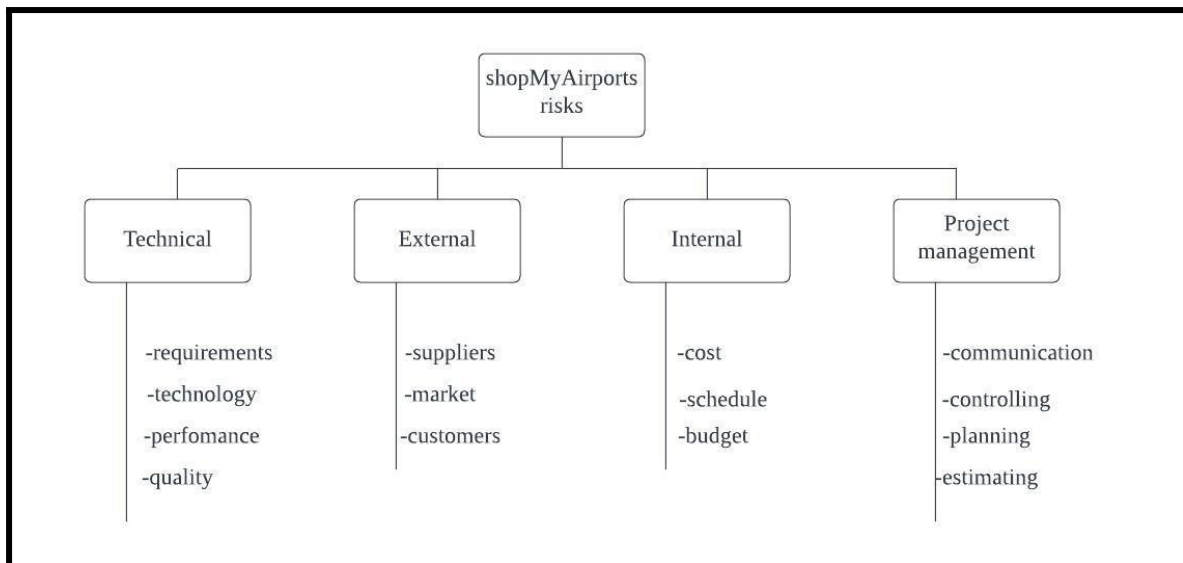 shopMyAirports
risks
Technical
External
Internal
Project
management
-requirements
-technology
-perfomance
-quality
-suppliers
-market
-customers
-cost
-schedule
-budget
-communication
-controlling
-planning
-estimating